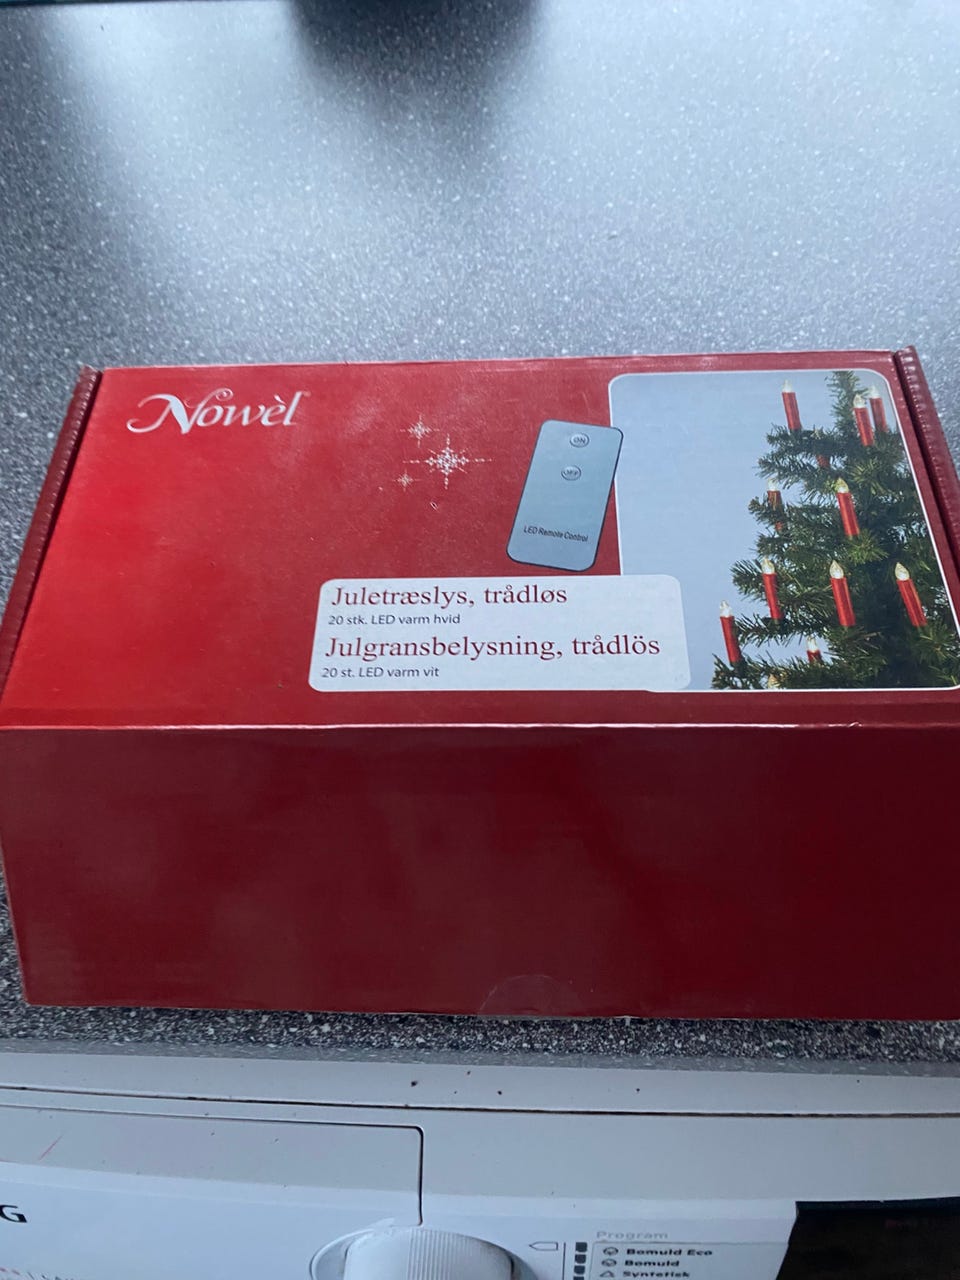 Nowèl
ON
OFF
LED Remote Control
Juletræslys, trådløs
20 stk. LED varm hvid
Julgransbelysning, trådlös
20 st. LED varm vit
G
Program
Bomuld Eco
Bomuld
Syntetisk